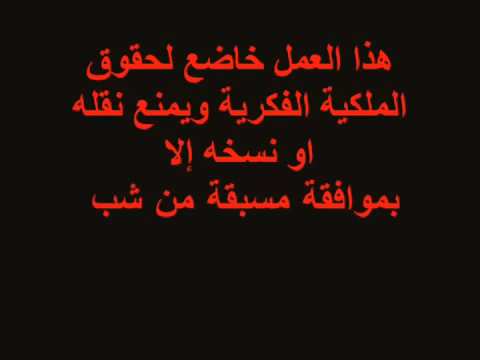 هذا العمل خاضع لحقوق
الملكية الفكرية ويمنع نقله
او نسخه إلا
بموافقة مسبقة من شب